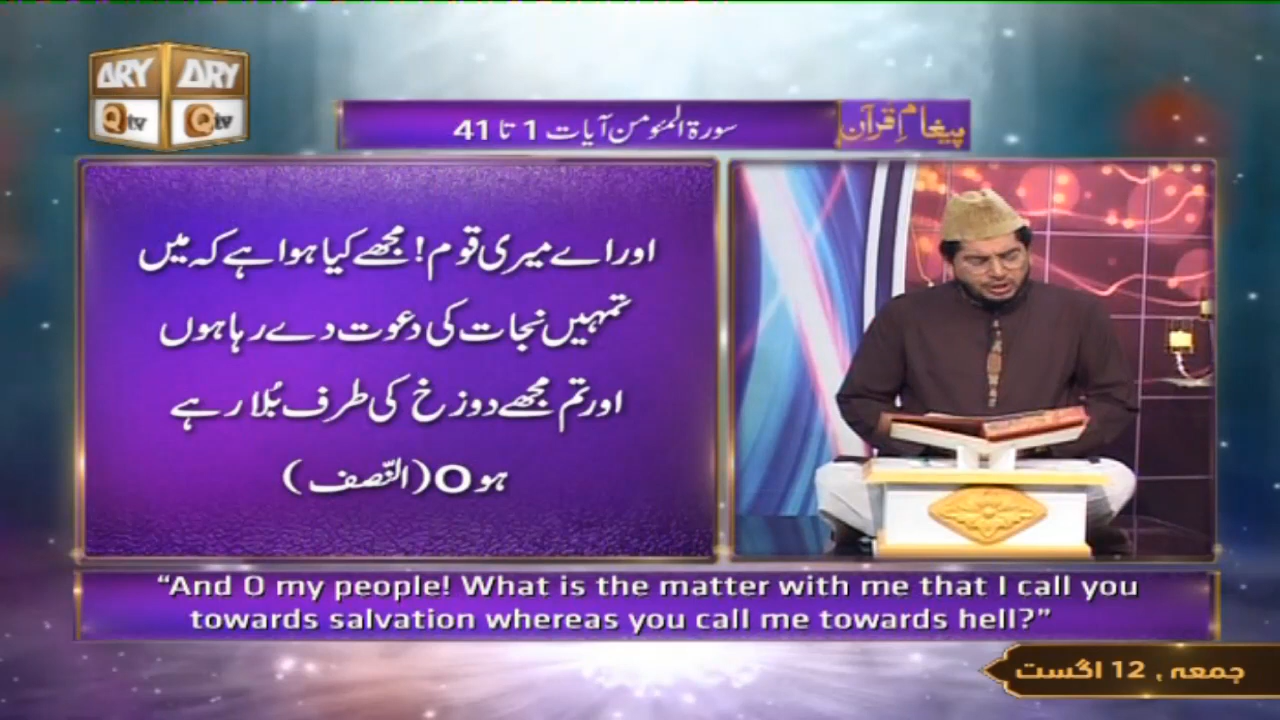 ARY ARY
Qtv Qtv
پیغامِ قرآن
سورۃ المئومن آیات 1 تا 41
اور اے میری قوم! مجھے کیا ہوا ہے کہ میں
تمہیں نجات کی دعوت دے رہا ہوں
اور تم مجھے دوزخ کی طرف بُلا رہے
ہو O (النّصف)
“And O my people! What is the matter with me that I call you
towards salvation whereas you call me towards hell?”
جمعہ , 12 اگست